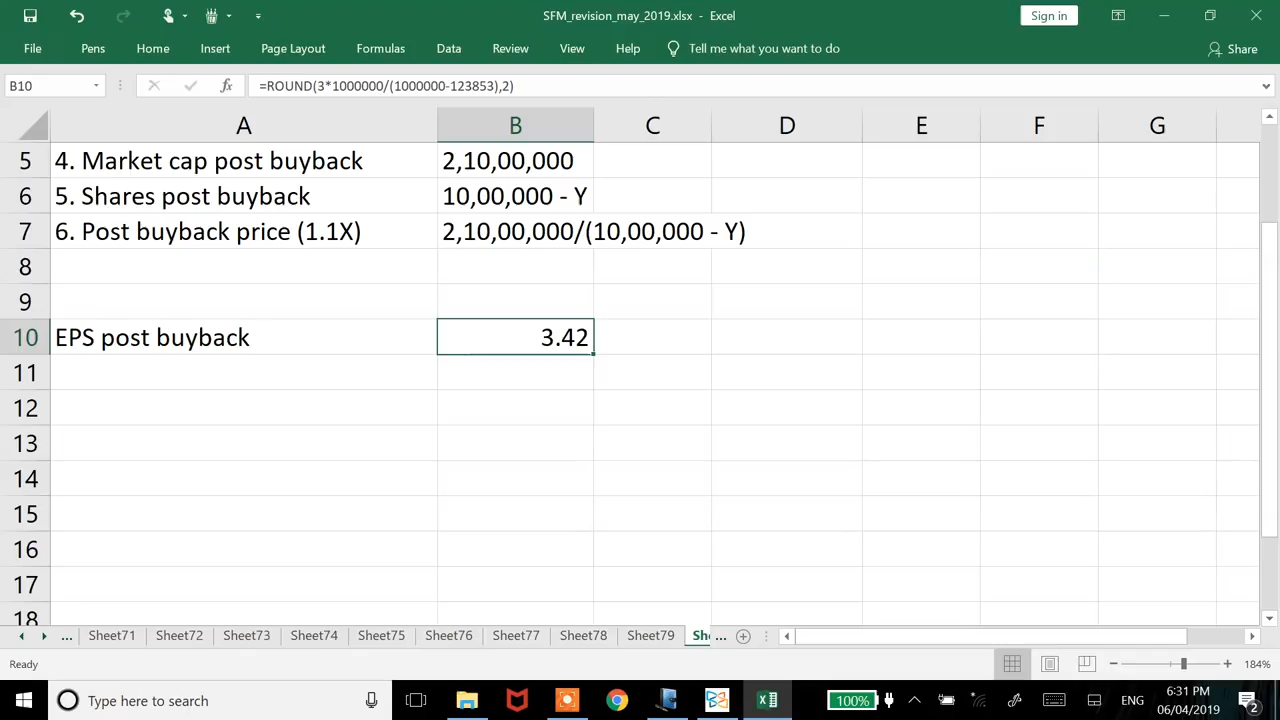 SFM_revision_may_2019.xlsx - Excel
Sign in
File Pens Home Insert Page Layout Formulas Data Review View Help Tell me what you want to do Share
B10 fx =ROUND(3*1000000/(1000000-123853),2)
A B C D E F G
5 4. Market cap post buyback 2,10,00,000
6 5. Shares post buyback 10,00,000 - Y
7 6. Post buyback price (1.1X) 2,10,00,000/(10,00,000 - Y)
8
9
10 EPS post buyback 3.42
11
12
13
14
15
16
17
18
... Sheet71 Sheet72 Sheet73 Sheet74 Sheet75 Sheet76 Sheet77 Sheet78 Sheet79 She ...
Ready 184%
Type here to search 100% ENG 6:31 PM
06/04/2019 2